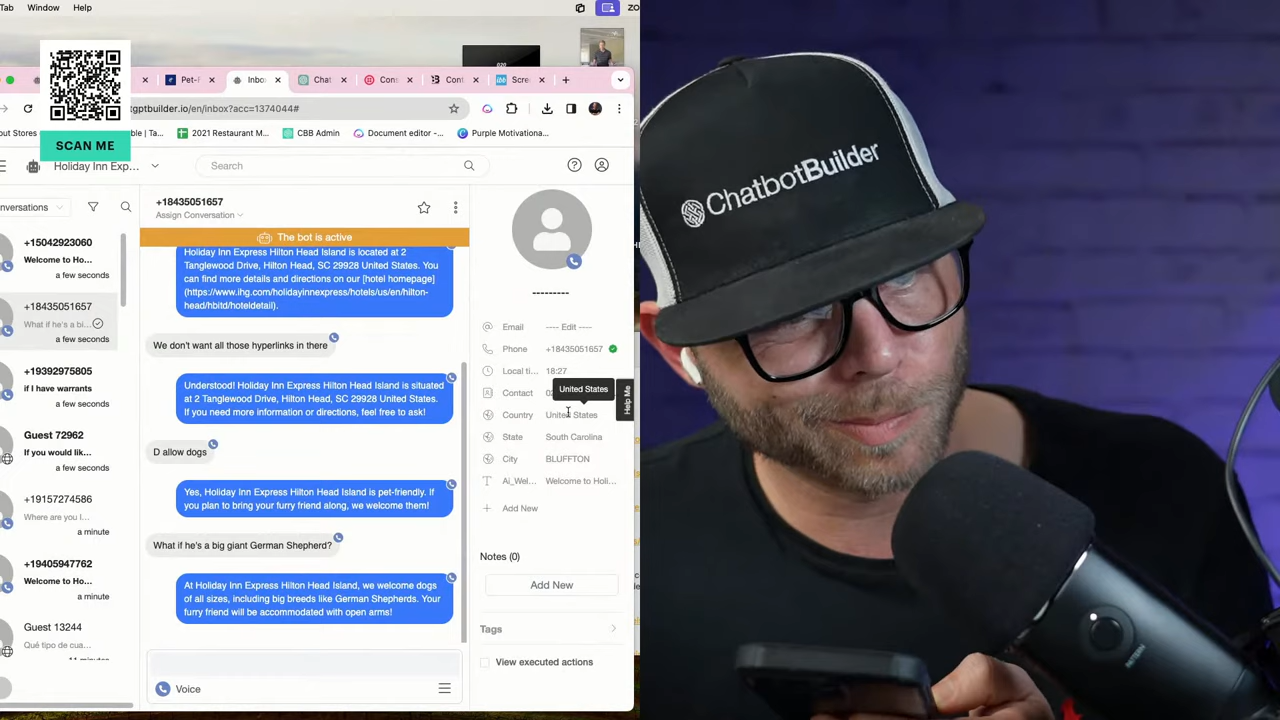 Tab Window Help
ZO
SCAN ME
Pet-F
Inbo
Chat
Cons
Cont
Scre
gptbuilder.io/en/inbox?acc=1374044#
out Stores
ble | Ta...
2021 Restaurant M...
CBB Admin
Document editor -...
Purple Motivationa...
Holiday Inn Exp...
Search
nversations
+15042923060
Welcome to Ho...
a few seconds
+18435051657
What if he's a bi...
a few seconds
+19392975805
if I have warrants
a few seconds
Guest 72962
If you would lik...
a few seconds
+19157274586
Where are you l...
a minute
+19405947762
Welcome to Ho...
a minute
Guest 13244
Qué tipo de cua...
11 minutes
+18435051657
Assign Conversation
The bot is active
Holiday Inn Express Hilton Head Island is located at 2
Tanglewood Drive, Hilton Head, SC 29928 United States. You
can find more details and directions on our [hotel homepage]
(https://www.ihg.com/holidayinnexpress/hotels/us/en/hilton-
head/hbitd/hoteldetail).
We don't want all those hyperlinks in there
Understood! Holiday Inn Express Hilton Head Island is situated
at 2 Tanglewood Drive, Hilton Head, SC 29928 United States.
If you need more information or directions, feel free to ask!
D allow dogs
Yes, Holiday Inn Express Hilton Head Island is pet-friendly. If
you plan to bring your furry friend along, we welcome them!
What if he's a big giant German Shepherd?
At Holiday Inn Express Hilton Head Island, we welcome dogs
of all sizes, including big breeds like German Shepherds. Your
furry friend will be accommodated with open arms!
Voice
---------
Email ---- Edit ----
Phone +18435051657
Local ti... 18:27
Contact
United States
Country United States
State South Carolina
City BLUFFTON
Ai_Wel... Welcome to Holi...
Add New
Notes (0)
Add New
Tags
View executed actions
Help Me
ChatbotBuilder